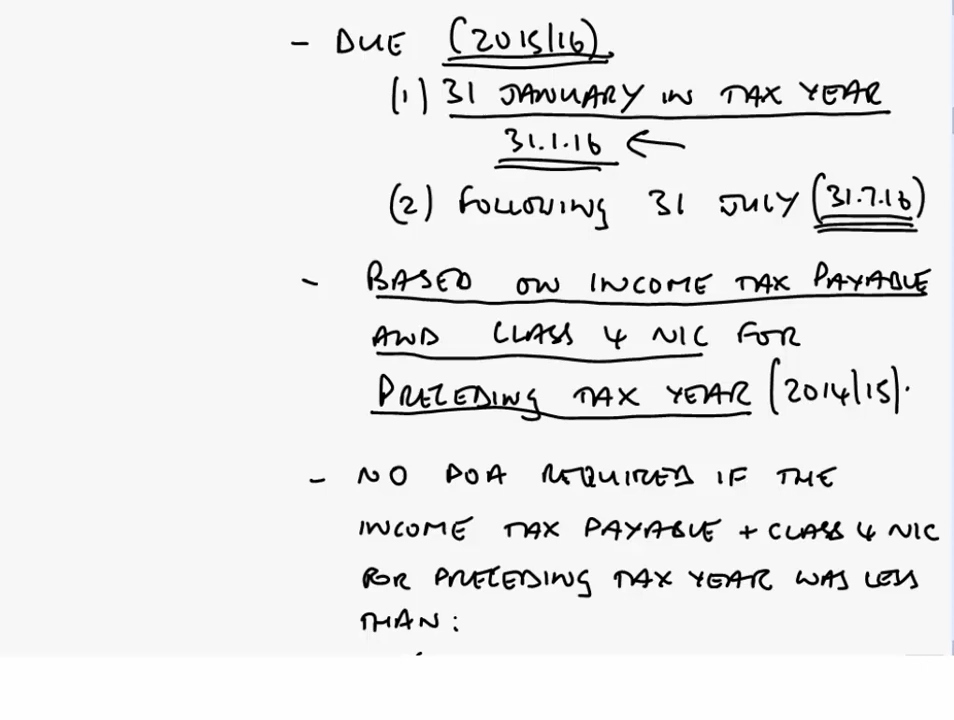 - DUE (2015/16).
(1) 31 JANUARY IN TAX YEAR
31.1.16 ←
(2) FOLLOWING 31 JULY (31.7.16)
- BASED ON INCOME TAX PAYABLE
AND CLASS 4 NIC FOR
PRECEDING TAX YEAR (2014/15).
- NO POA REQUIRED IF THE
INCOME TAX PAYABLE + CLASS 4 NIC
FOR PRECEDING TAX YEAR WAS LESS
THAN: